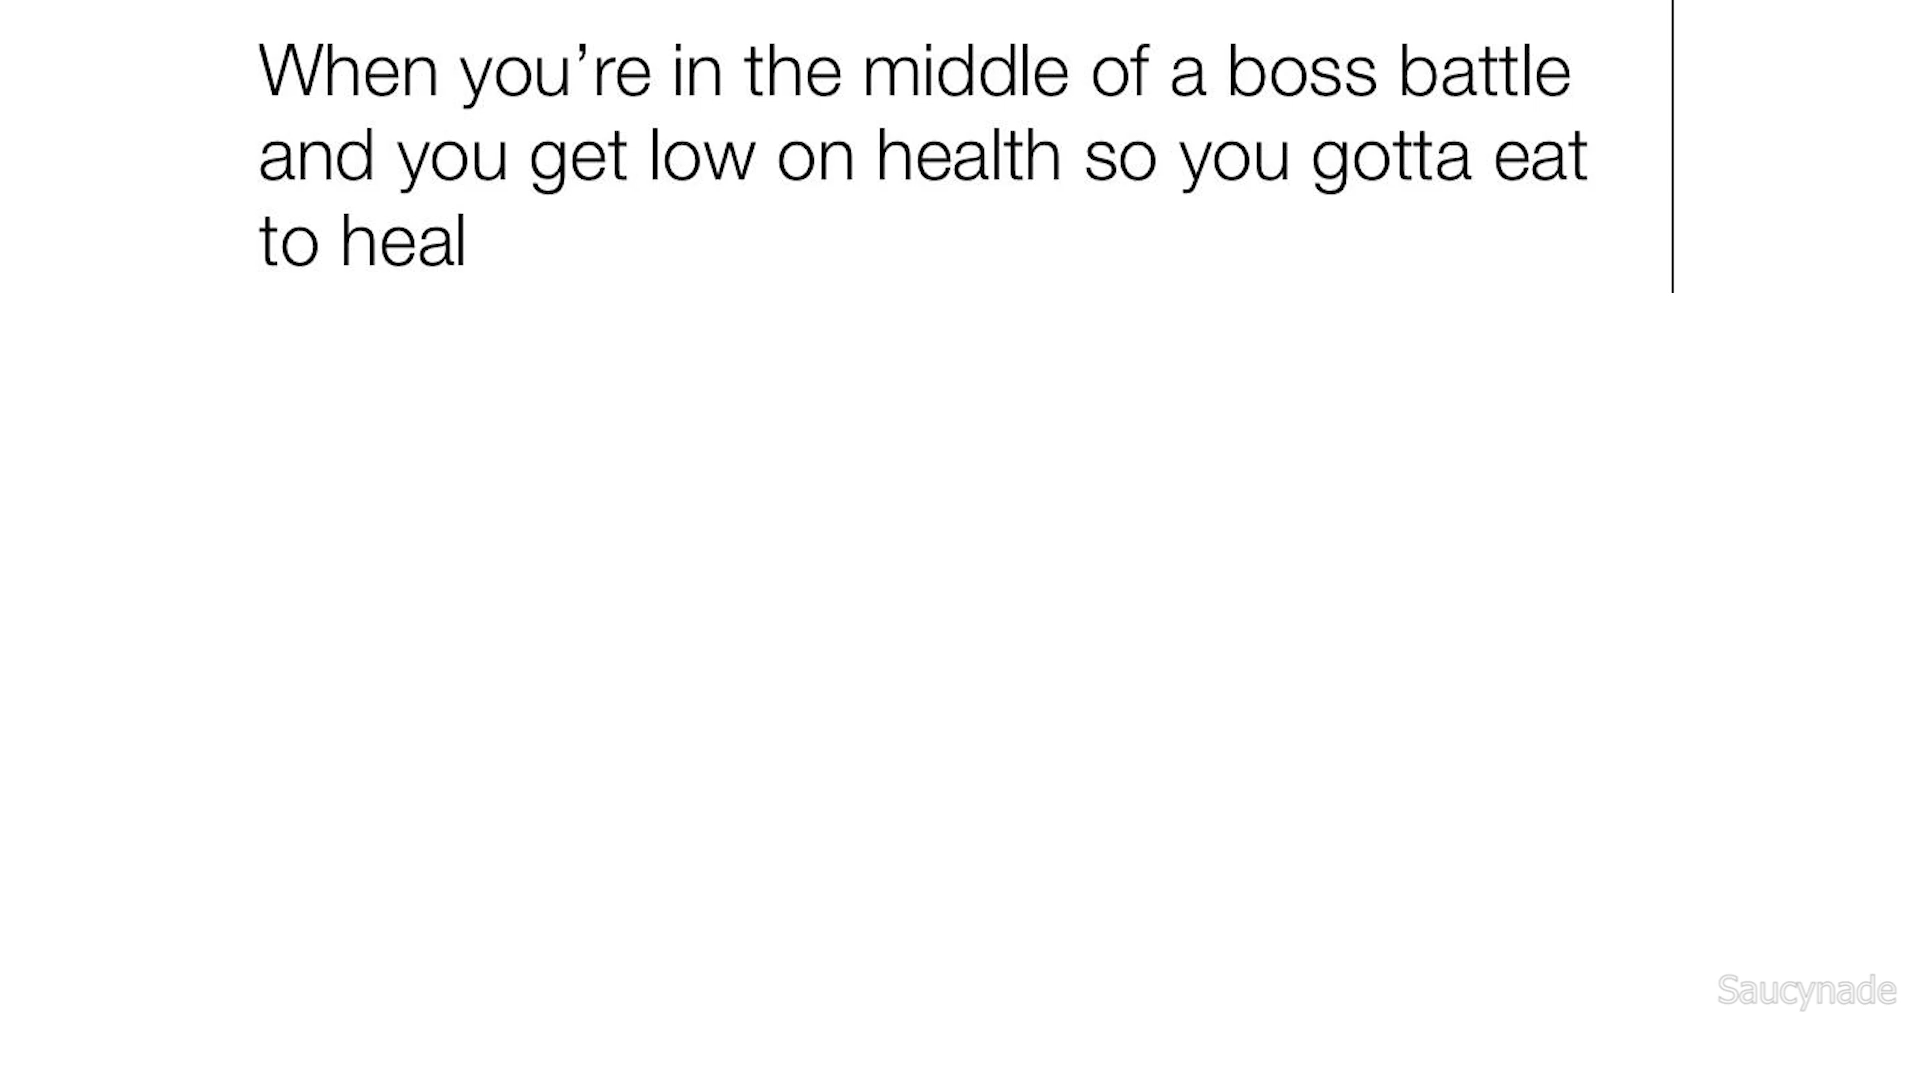 When you’re in the middle of a boss battle
and you get low on health so you gotta eat
to heal
Saucynade